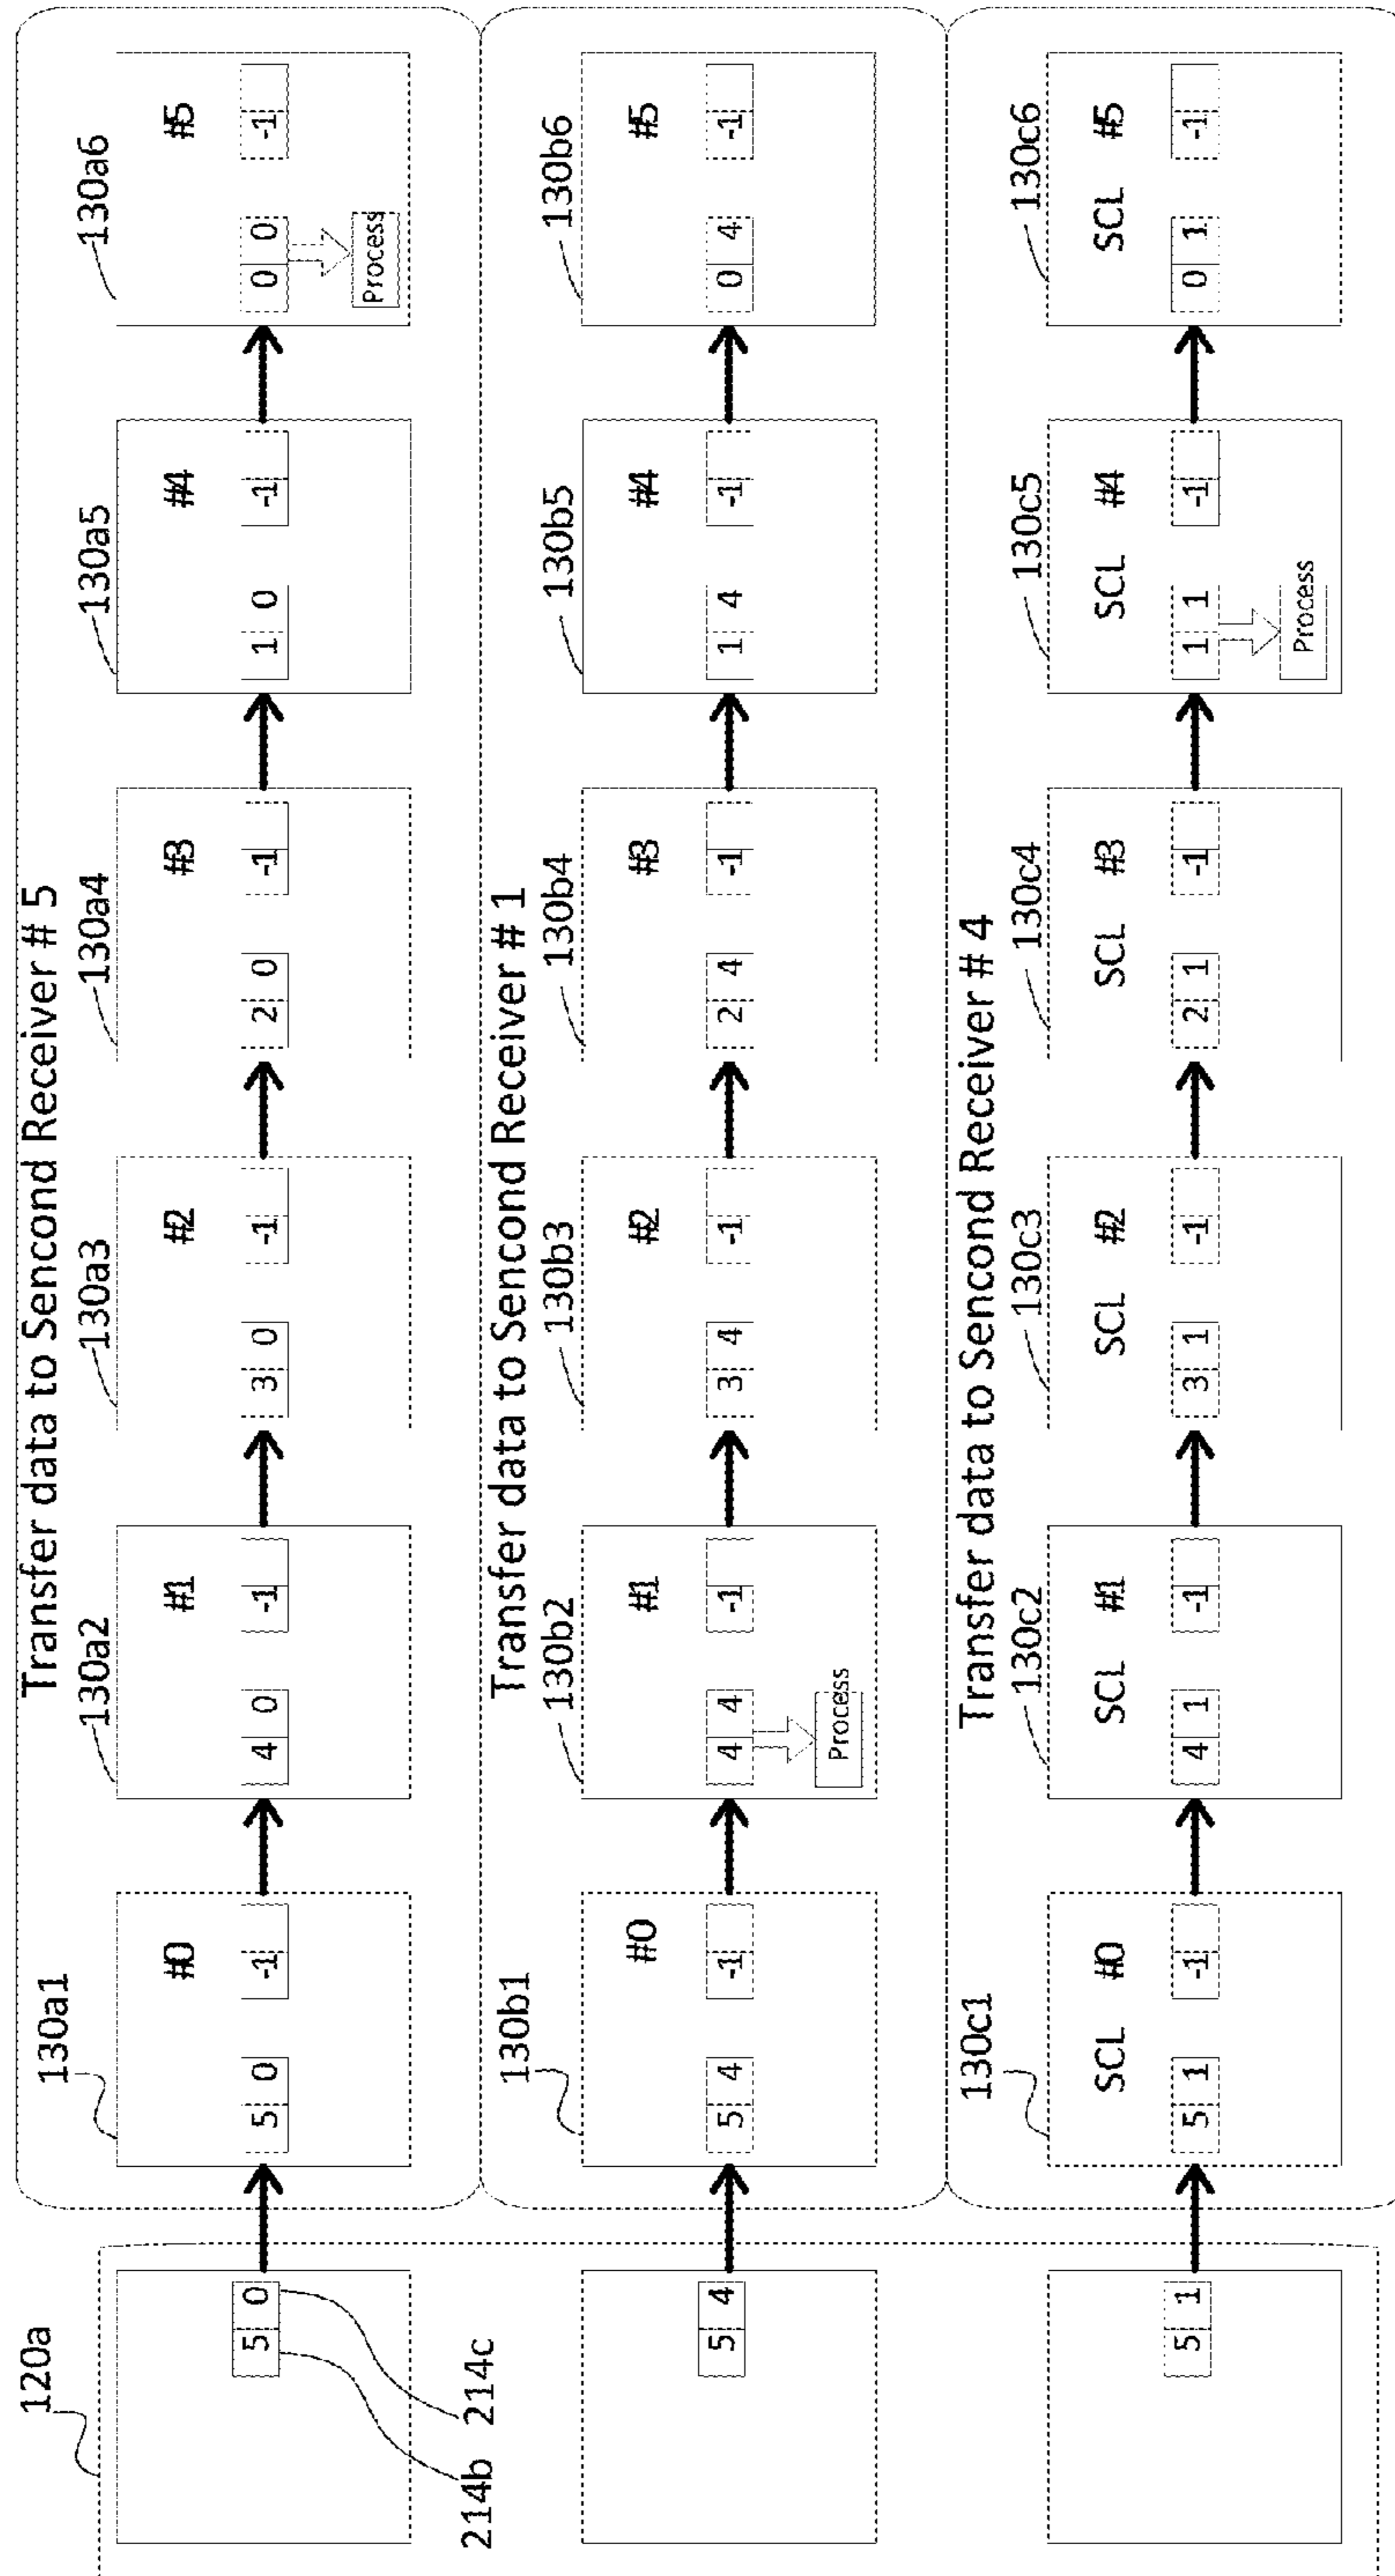 120a
5 0
214b 214c
5 4
5 1
Transfer data to Sencond Receiver # 5
130a1 130a2 130a3 130a4 130a5 130a6
#0 #1 #2 #3 #4 #5
5 0 -1 4 0 -1 3 0 -1 2 0 -1 1 0 -1 0 0 -1
Process
Transfer data to Sencond Receiver # 1
130b1 130b2 130b3 130b4 130b5 130b6
#0 #1 #2 #3 #4 #5
5 4 -1 4 4 -1 3 4 -1 2 4 -1 1 4 -1 0 4 -1
Process
Transfer data to Sencond Receiver # 4
130c1 130c2 130c3 130c4 130c5 130c6
SCL #0 SCL #1 SCL #2 SCL #3 SCL #4 SCL #5
5 1 -1 4 1 -1 3 1 -1 2 1 -1 1 1 -1 0 1 -1
Process